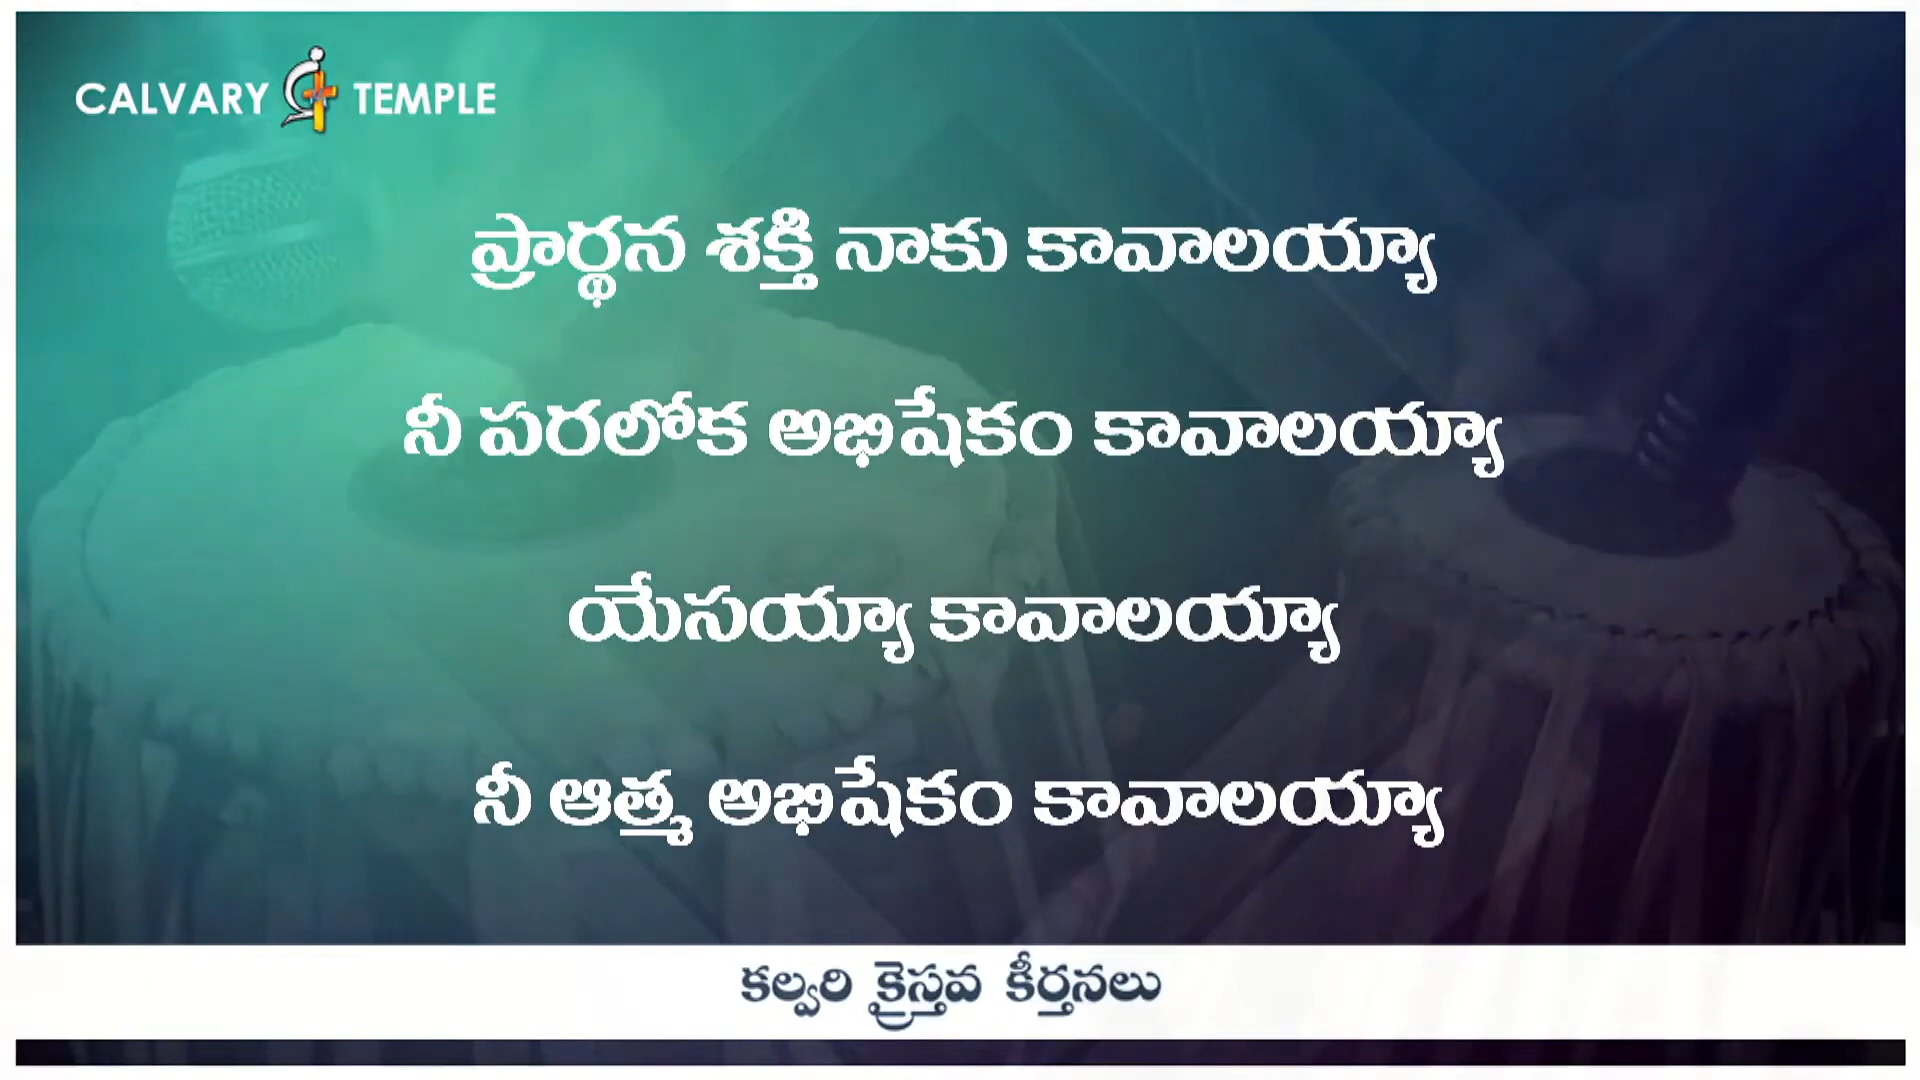 CALVARY TEMPLE
ప్రార్థన శక్తి నాకు కావాలయ్యా
నీ పరలోక అభిషేకం కావాలయ్యా
యేసయ్యా కావాలయ్యా
నీ ఆత్మ అభిషేకం కావాలయ్యా
కల్వరి క్రైస్తవ కీర్తనలు